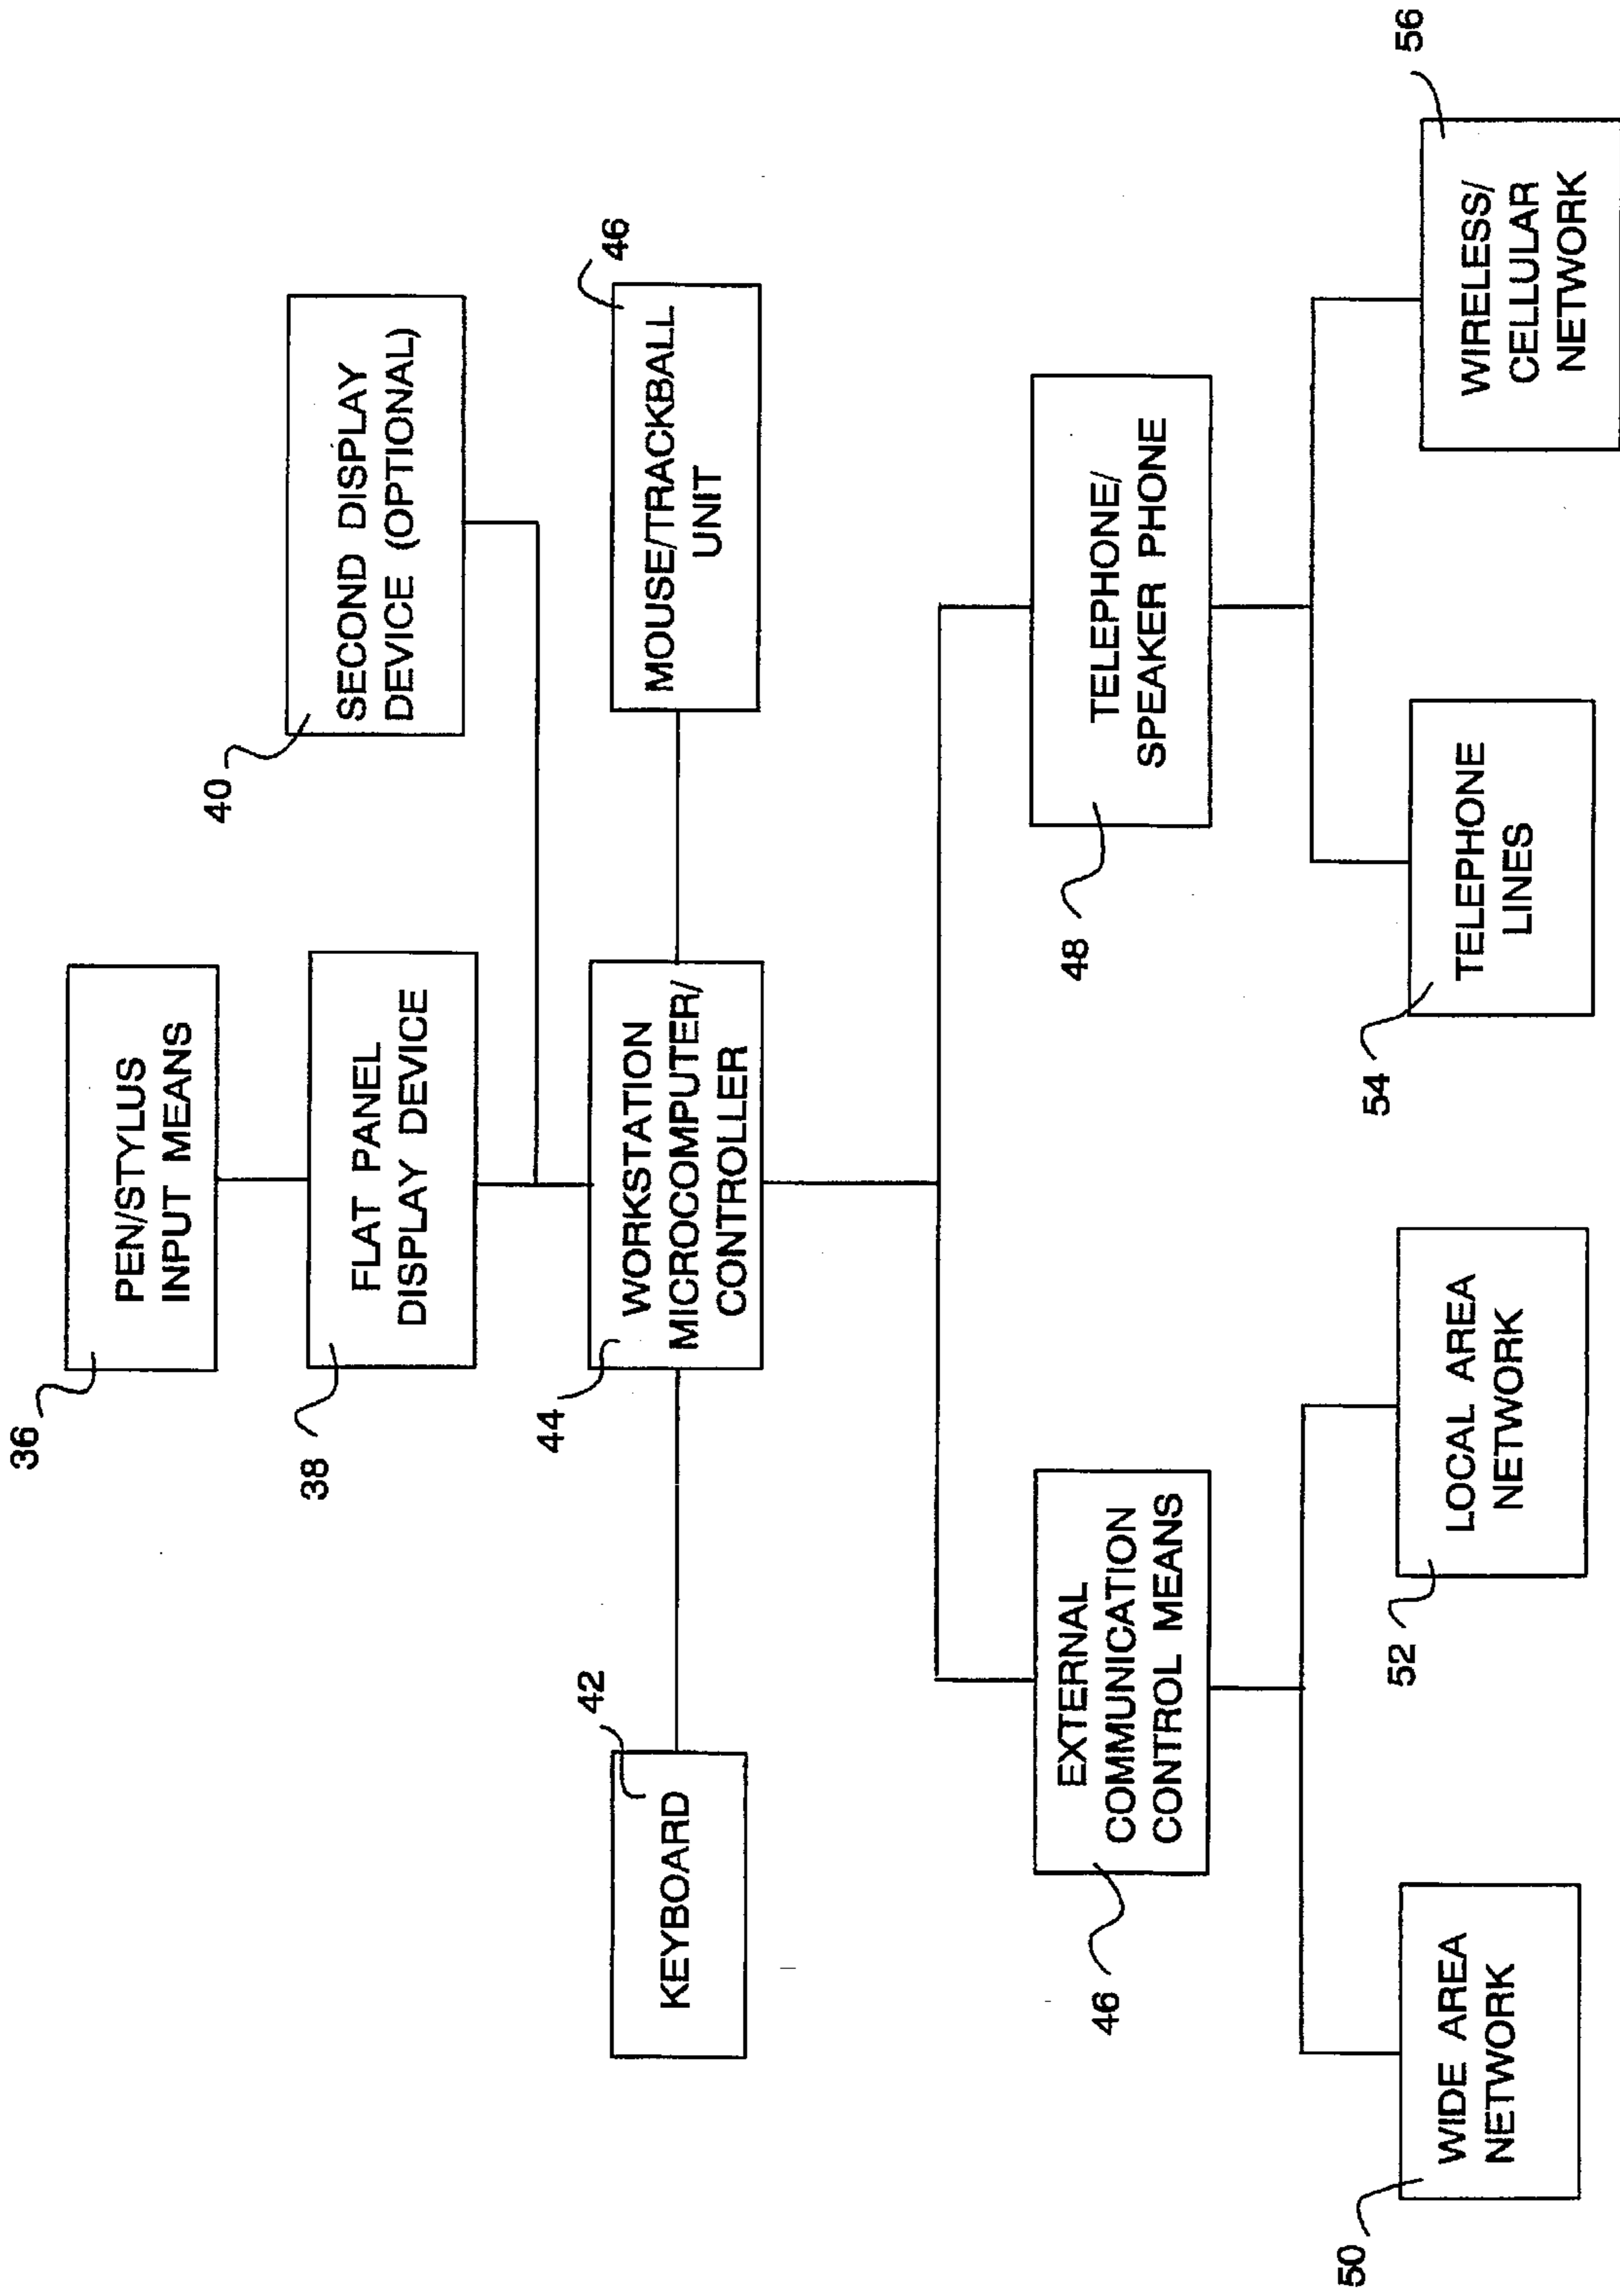 36
PEN/STYLUS
INPUT MEANS
38
FLAT PANEL
DISPLAY DEVICE
40
SECOND DISPLAY
DEVICE (OPTIONAL)
42
KEYBOARD
44
WORKSTATION
MICROCOMPUTER/
CONTROLLER
46
MOUSE/TRACKBALL
UNIT
46
EXTERNAL
COMMUNICATION
CONTROL MEANS
48
TELEPHONE/
SPEAKER PHONE
50
WIDE AREA
NETWORK
52
LOCAL AREA
NETWORK
54
TELEPHONE
LINES
56
WIRELESS/
CELLULAR
NETWORK